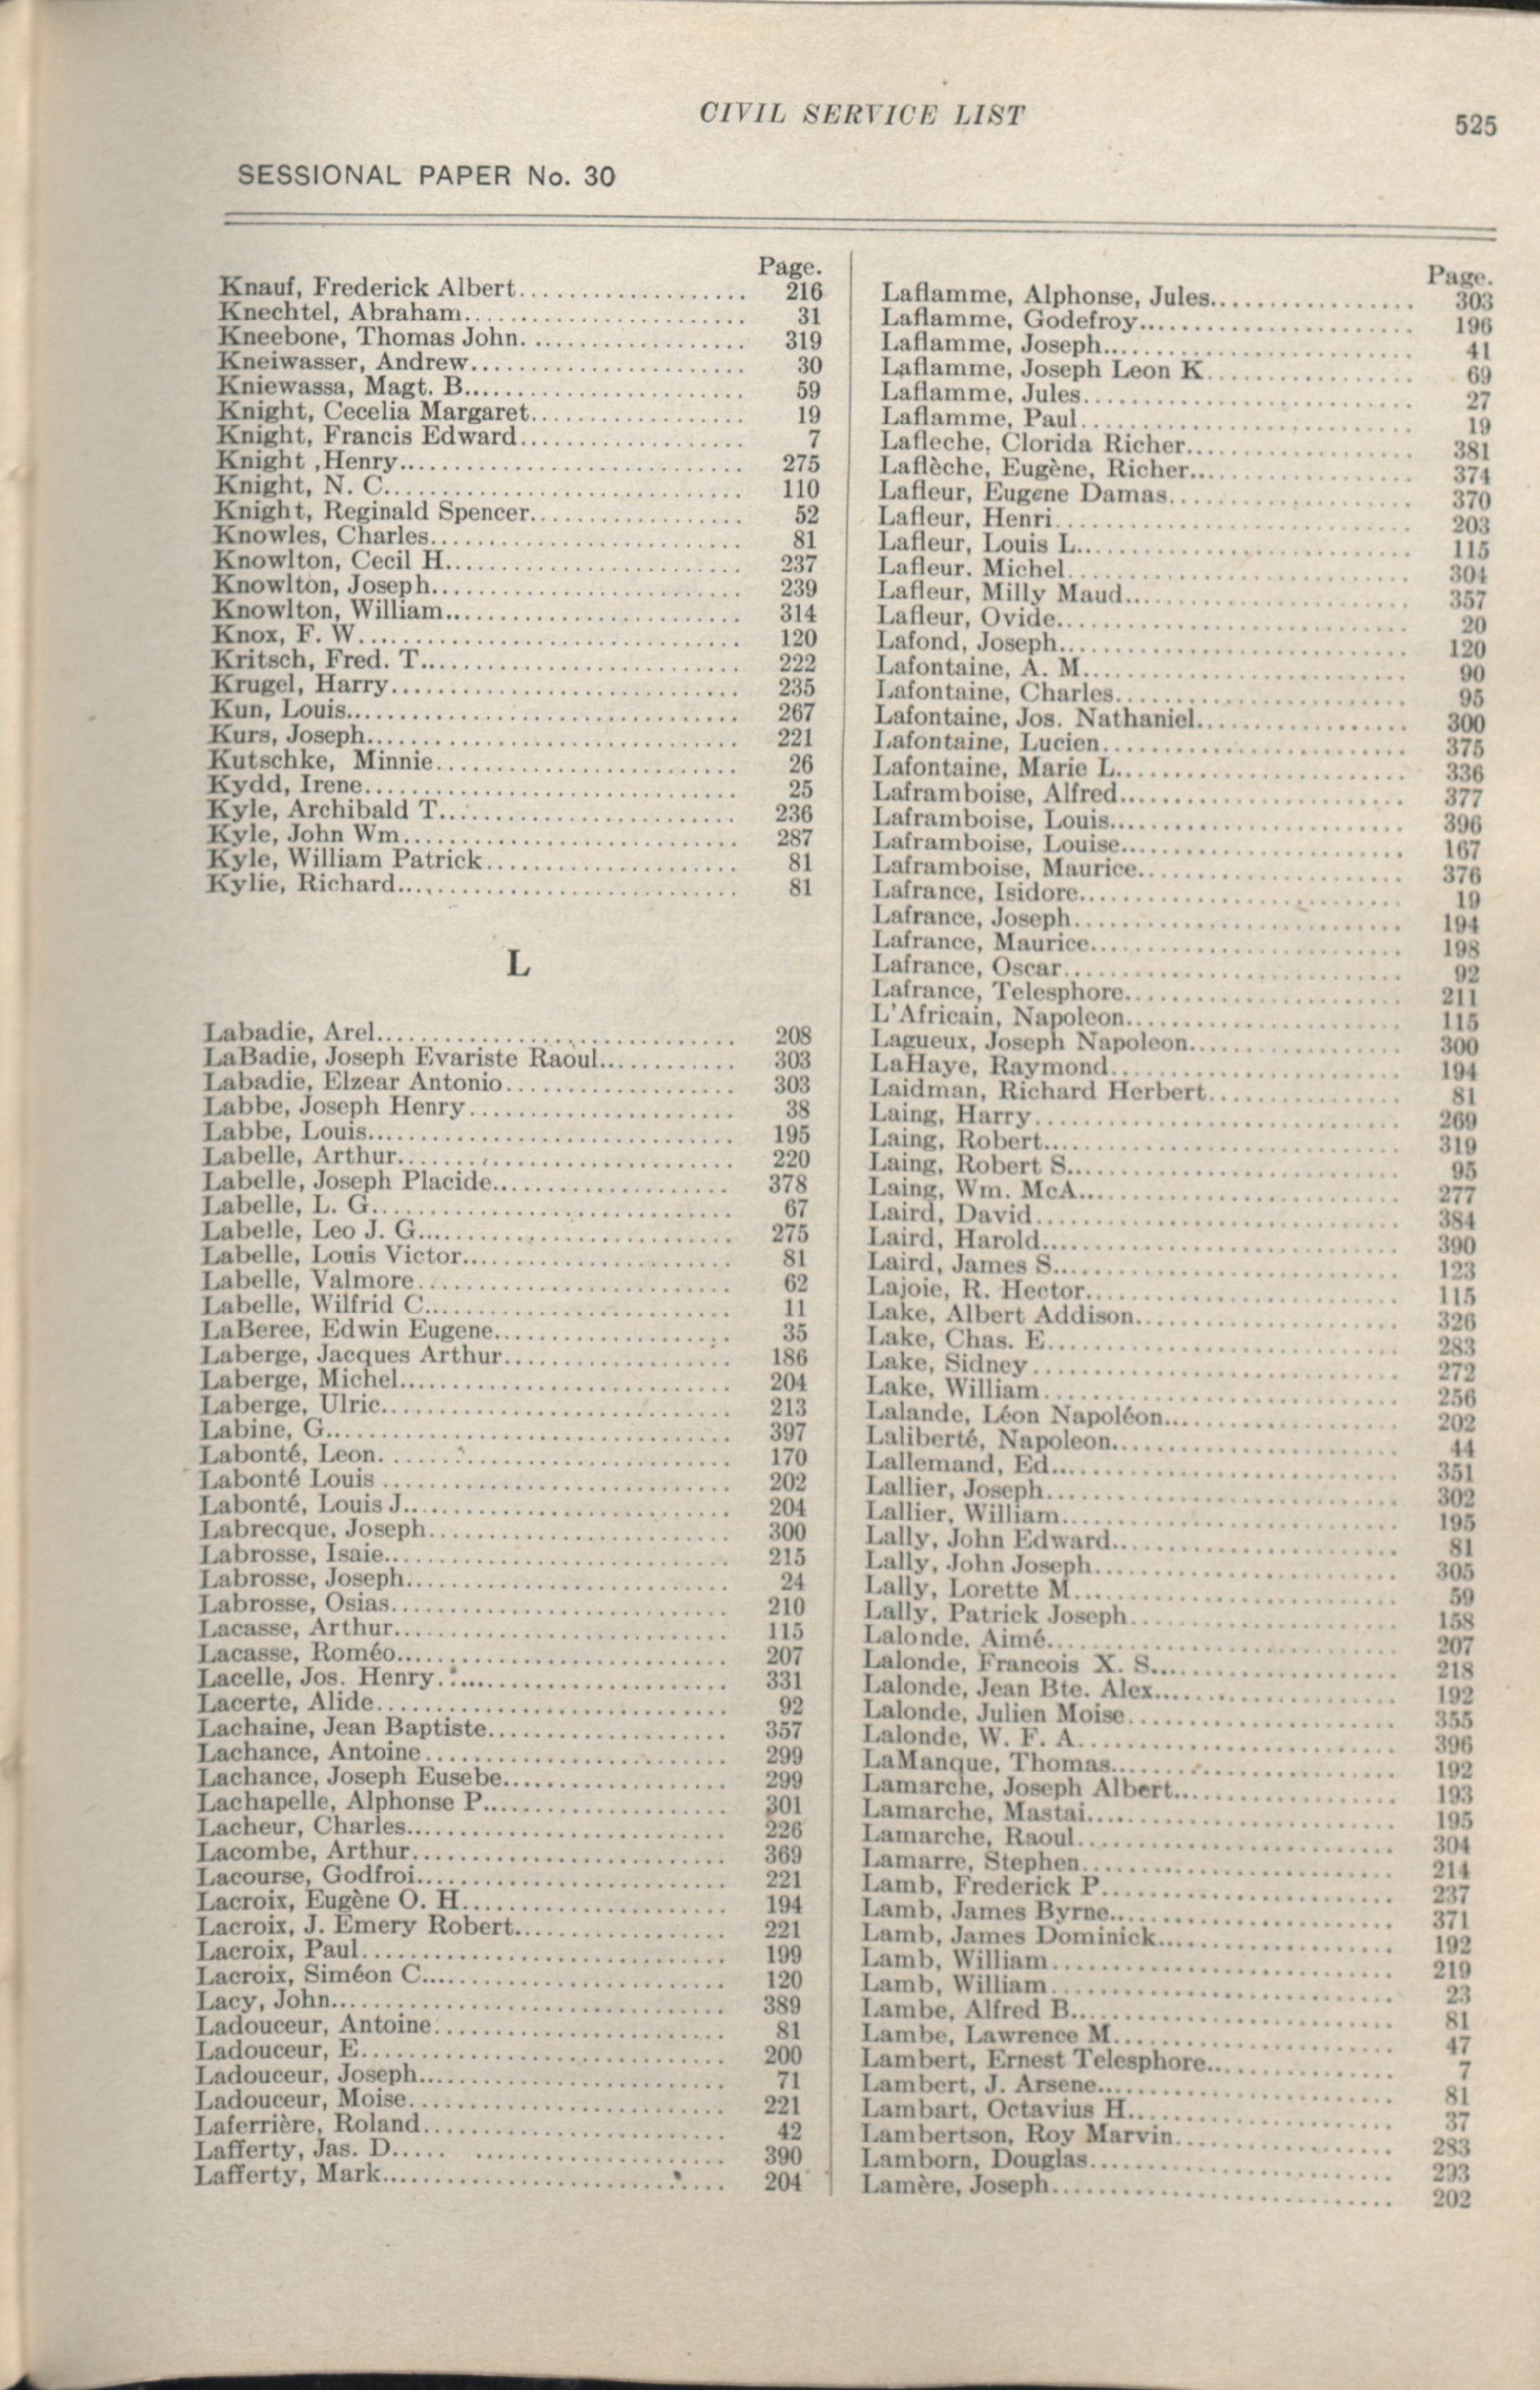 CIVIL SERVICE LIST
525
SESSIONAL PAPER No. 30
Page.
Knauf, Frederick Albert 216
Knechtel, Abraham 31
Kneebone, Thomas John. 319
Kneiwasser, Andrew 30
Kniewassa, Magt. B. 59
Knight, Cecelia Margaret 19
Knight, Francis Edward 7
Knight ,Henry 275
Knight, N. C. 110
Knight, Reginald Spencer 52
Knowles, Charles 81
Knowlton, Cecil H. 237
Knowlton, Joseph 239
Knowlton, William 314
Knox, F. W. 120
Kritsch, Fred. T. 222
Krugel, Harry 235
Kun, Louis 267
Kurs, Joseph 221
Kutschke, Minnie 26
Kydd, Irene 25
Kyle, Archibald T. 236
Kyle, John Wm. 287
Kyle, William Patrick 81
Kylie, Richard 81
L
Labadie, Arel 208
LaBadie, Joseph Evariste Raoul 303
Labadie, Elzear Antonio 303
Labbe, Joseph Henry 38
Labbe, Louis 195
Labelle, Arthur 220
Labelle, Joseph Placide 378
Labelle, L. G. 67
Labelle, Leo J. G. 275
Labelle, Louis Victor 81
Labelle, Valmore 62
Labelle, Wilfrid C. 11
LaBeree, Edwin Eugene 35
Laberge, Jacques Arthur 186
Laberge, Michel 204
Laberge, Ulric 213
Labine, G. 397
Labonté, Leon 170
Labonté Louis 202
Labonté, Louis J. 204
Labrecque, Joseph 300
Labrosse, Isaie 215
Labrosse, Joseph 24
Labrosse, Osias 210
Lacasse, Arthur 115
Lacasse, Roméo 207
Lacelle, Jos. Henry 331
Lacerte, Alide 92
Lachaine, Jean Baptiste 357
Lachance, Antoine 299
Lachance, Joseph Eusebe 299
Lachapelle, Alphonse P. 301
Lacheur, Charles 226
Lacombe, Arthur 369
Lacourse, Godfroi 221
Lacroix, Eugène O. H. 194
Lacroix, J. Emery Robert 221
Lacroix, Paul 199
Lacroix, Siméon C. 120
Lacy, John 389
Ladouceur, Antoine 81
Ladouceur, E. 200
Ladouceur, Joseph 71
Ladouceur, Moise 221
Laferrière, Roland 42
Lafferty, Jas. D. 390
Lafferty, Mark 204
Page.
Laflamme, Alphonse, Jules 303
Laflamme, Godefroy 196
Laflamme, Joseph 41
Laflamme, Joseph Leon K. 69
Laflamme, Jules 27
Laflamme, Paul 19
Lafleche, Clorida Richer 381
Laflèche, Eugène, Richer 374
Lafleur, Eugene Damas 370
Lafleur, Henri 203
Lafleur, Louis L. 115
Lafleur. Michel 304
Lafleur, Milly Maud 357
Lafleur, Ovide 20
Lafond, Joseph 120
Lafontaine, A. M. 90
Lafontaine, Charles 95
Lafontaine, Jos. Nathaniel 300
Lafontaine, Lucien 375
Lafontaine, Marie L. 336
Laframboise, Alfred 377
Laframboise, Louis 396
Laframboise, Louise 167
Laframboise, Maurice 376
Lafrance, Isidore 19
Lafrance, Joseph 194
Lafrance, Maurice 198
Lafrance, Oscar 92
Lafrance, Telesphore 211
L'Africain, Napoleon 115
Lagueux, Joseph Napoleon 300
LaHaye, Raymond 194
Laidman, Richard Herbert 81
Laing, Harry 269
Laing, Robert 319
Laing, Robert S. 95
Laing, Wm. McA. 277
Laird, David 384
Laird, Harold 390
Laird, James S. 123
Lajoie, R. Hector 115
Lake, Albert Addison 326
Lake, Chas. E. 283
Lake, Sidney 272
Lake, William 256
Lalande, Léon Napoléon 202
Laliberté, Napoleon 44
Lallemand, Ed. 351
Lallier, Joseph 302
Lallier, William 195
Lally, John Edward 81
Lally, John Joseph 305
Lally, Lorette M. 59
Lally, Patrick Joseph 158
Lalonde, Aimé 207
Lalonde, Francois X. S. 218
Lalonde, Jean Bte. Alex. 192
Lalonde, Julien Moise 355
Lalonde, W. F. A. 396
LaManque, Thomas 192
Lamarche, Joseph Albert 193
Lamarche, Mastai 195
Lamarche, Raoul 304
Lamarre, Stephen 214
Lamb, Frederick P. 237
Lamb, James Byrne 371
Lamb, James Dominick 192
Lamb, William 219
Lamb, William 23
Lambe, Alfred B. 81
Lambe, Lawrence M. 47
Lambert, Ernest Telesphore 7
Lambert, J. Arsene 81
Lambart, Octavius H. 37
Lambertson, Roy Marvin 283
Lamborn, Douglas 293
Lamère, Joseph 202